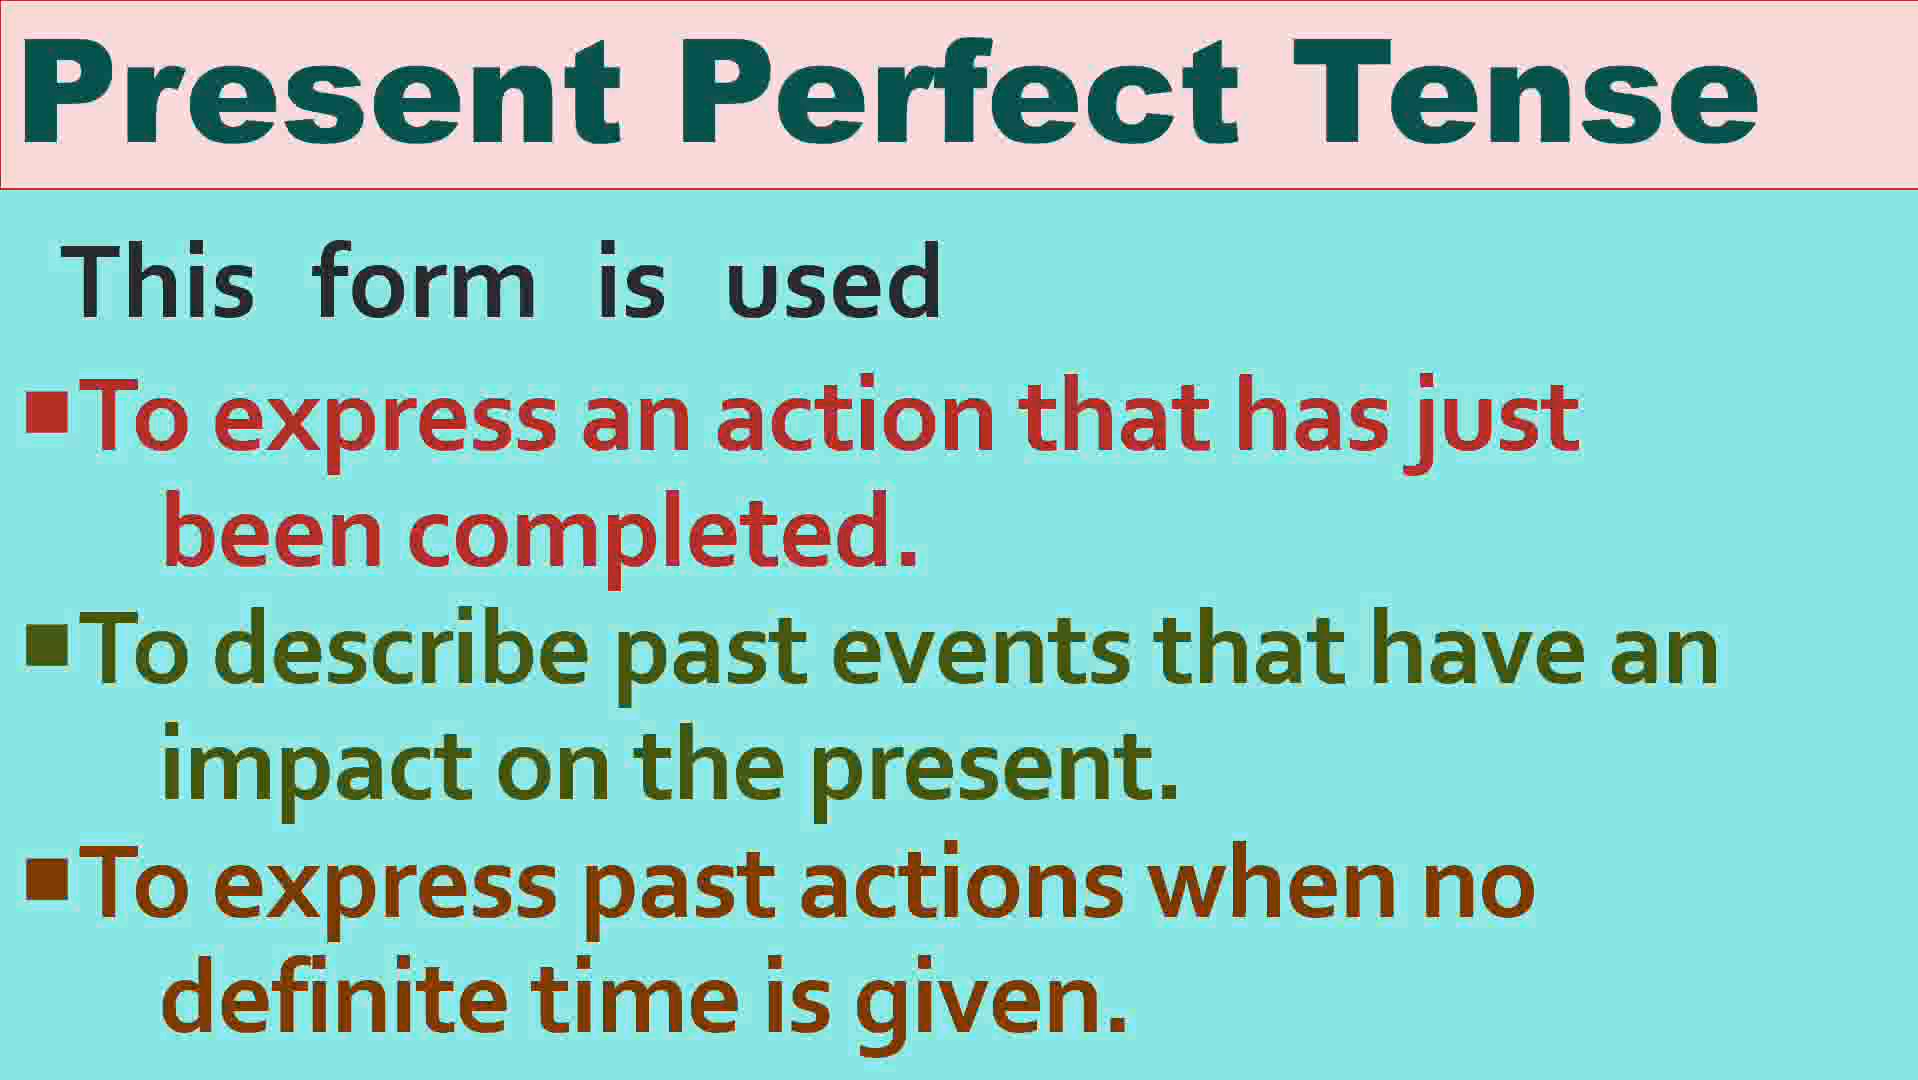 Present Perfect Tense
This form is used
▪To express an action that has just
been completed.
▪To describe past events that have an
impact on the present.
▪To express past actions when no
definite time is given.